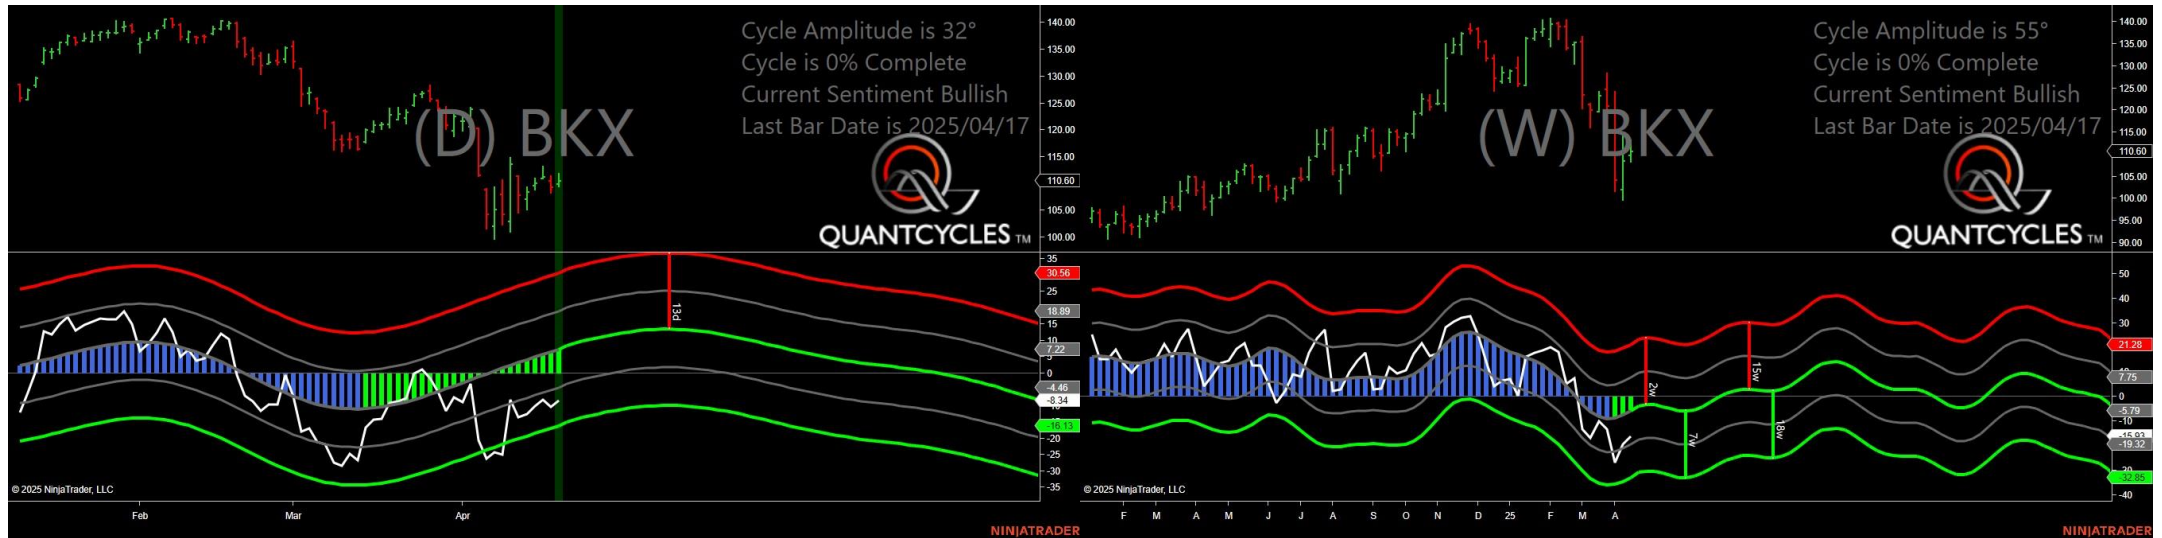 Cycle Amplitude is 32°
Cycle is 0% Complete
Current Sentiment Bullish
Last Bar Date is 2025/04/17
(D) BKX
QUANTCYCLES TM
140.00
135.00
130.00
125.00
120.00
115.00
110.60
105.00
100.00
35
30.56
25
18.89
15
10
7.22
5
0
-4.46
-8.34
-16.13
-20
-25
-30
-35
13d
© 2025 NinjaTrader, LLC
Feb Mar Apr
NINJATRADER
Cycle Amplitude is 55°
Cycle is 0% Complete
Current Sentiment Bullish
Last Bar Date is 2025/04/17
(W) BKX
QUANTCYCLES TM
140.00
135.00
130.00
125.00
120.00
115.00
110.60
105.00
100.00
95.00
90.00
50
40
30
21.28
7.75
0
-5.79
-10
-15.93
-19.32
-32.85
-40
2w
7w
15w
18w
© 2025 NinjaTrader, LLC
F M A M J J A S O N D 25 F M A
NINJATRADER